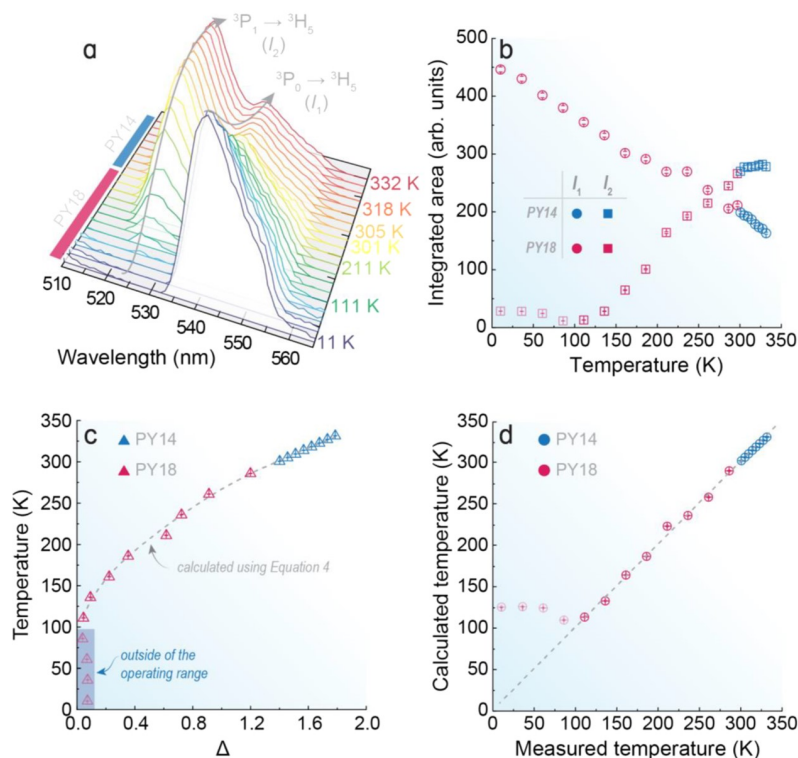 a
³P₁ → ³H₅
(I₂)
³P₀ → ³H₅
(I₁)
PY14
PY18
332 K
318 K
305 K
301 K
211 K
111 K
11 K
510
520
530
540
550
560
Wavelength (nm)
b
Integrated area (arb. units)
500
400
300
200
100
0
I₁ I₂
PY14
PY18
0 50 100 150 200 250 300 350
Temperature (K)
c
Temperature (K)
350
300
250
200
150
100
50
0
PY14
PY18
calculated using Equation 4
outside of the
operating range
0.0 0.4 0.8 1.2 1.6 2.0
Δ
d
Calculated temperature (K)
350
300
250
200
150
100
50
0
PY14
PY18
0 50 100 150 200 250 300 350
Measured temperature (K)